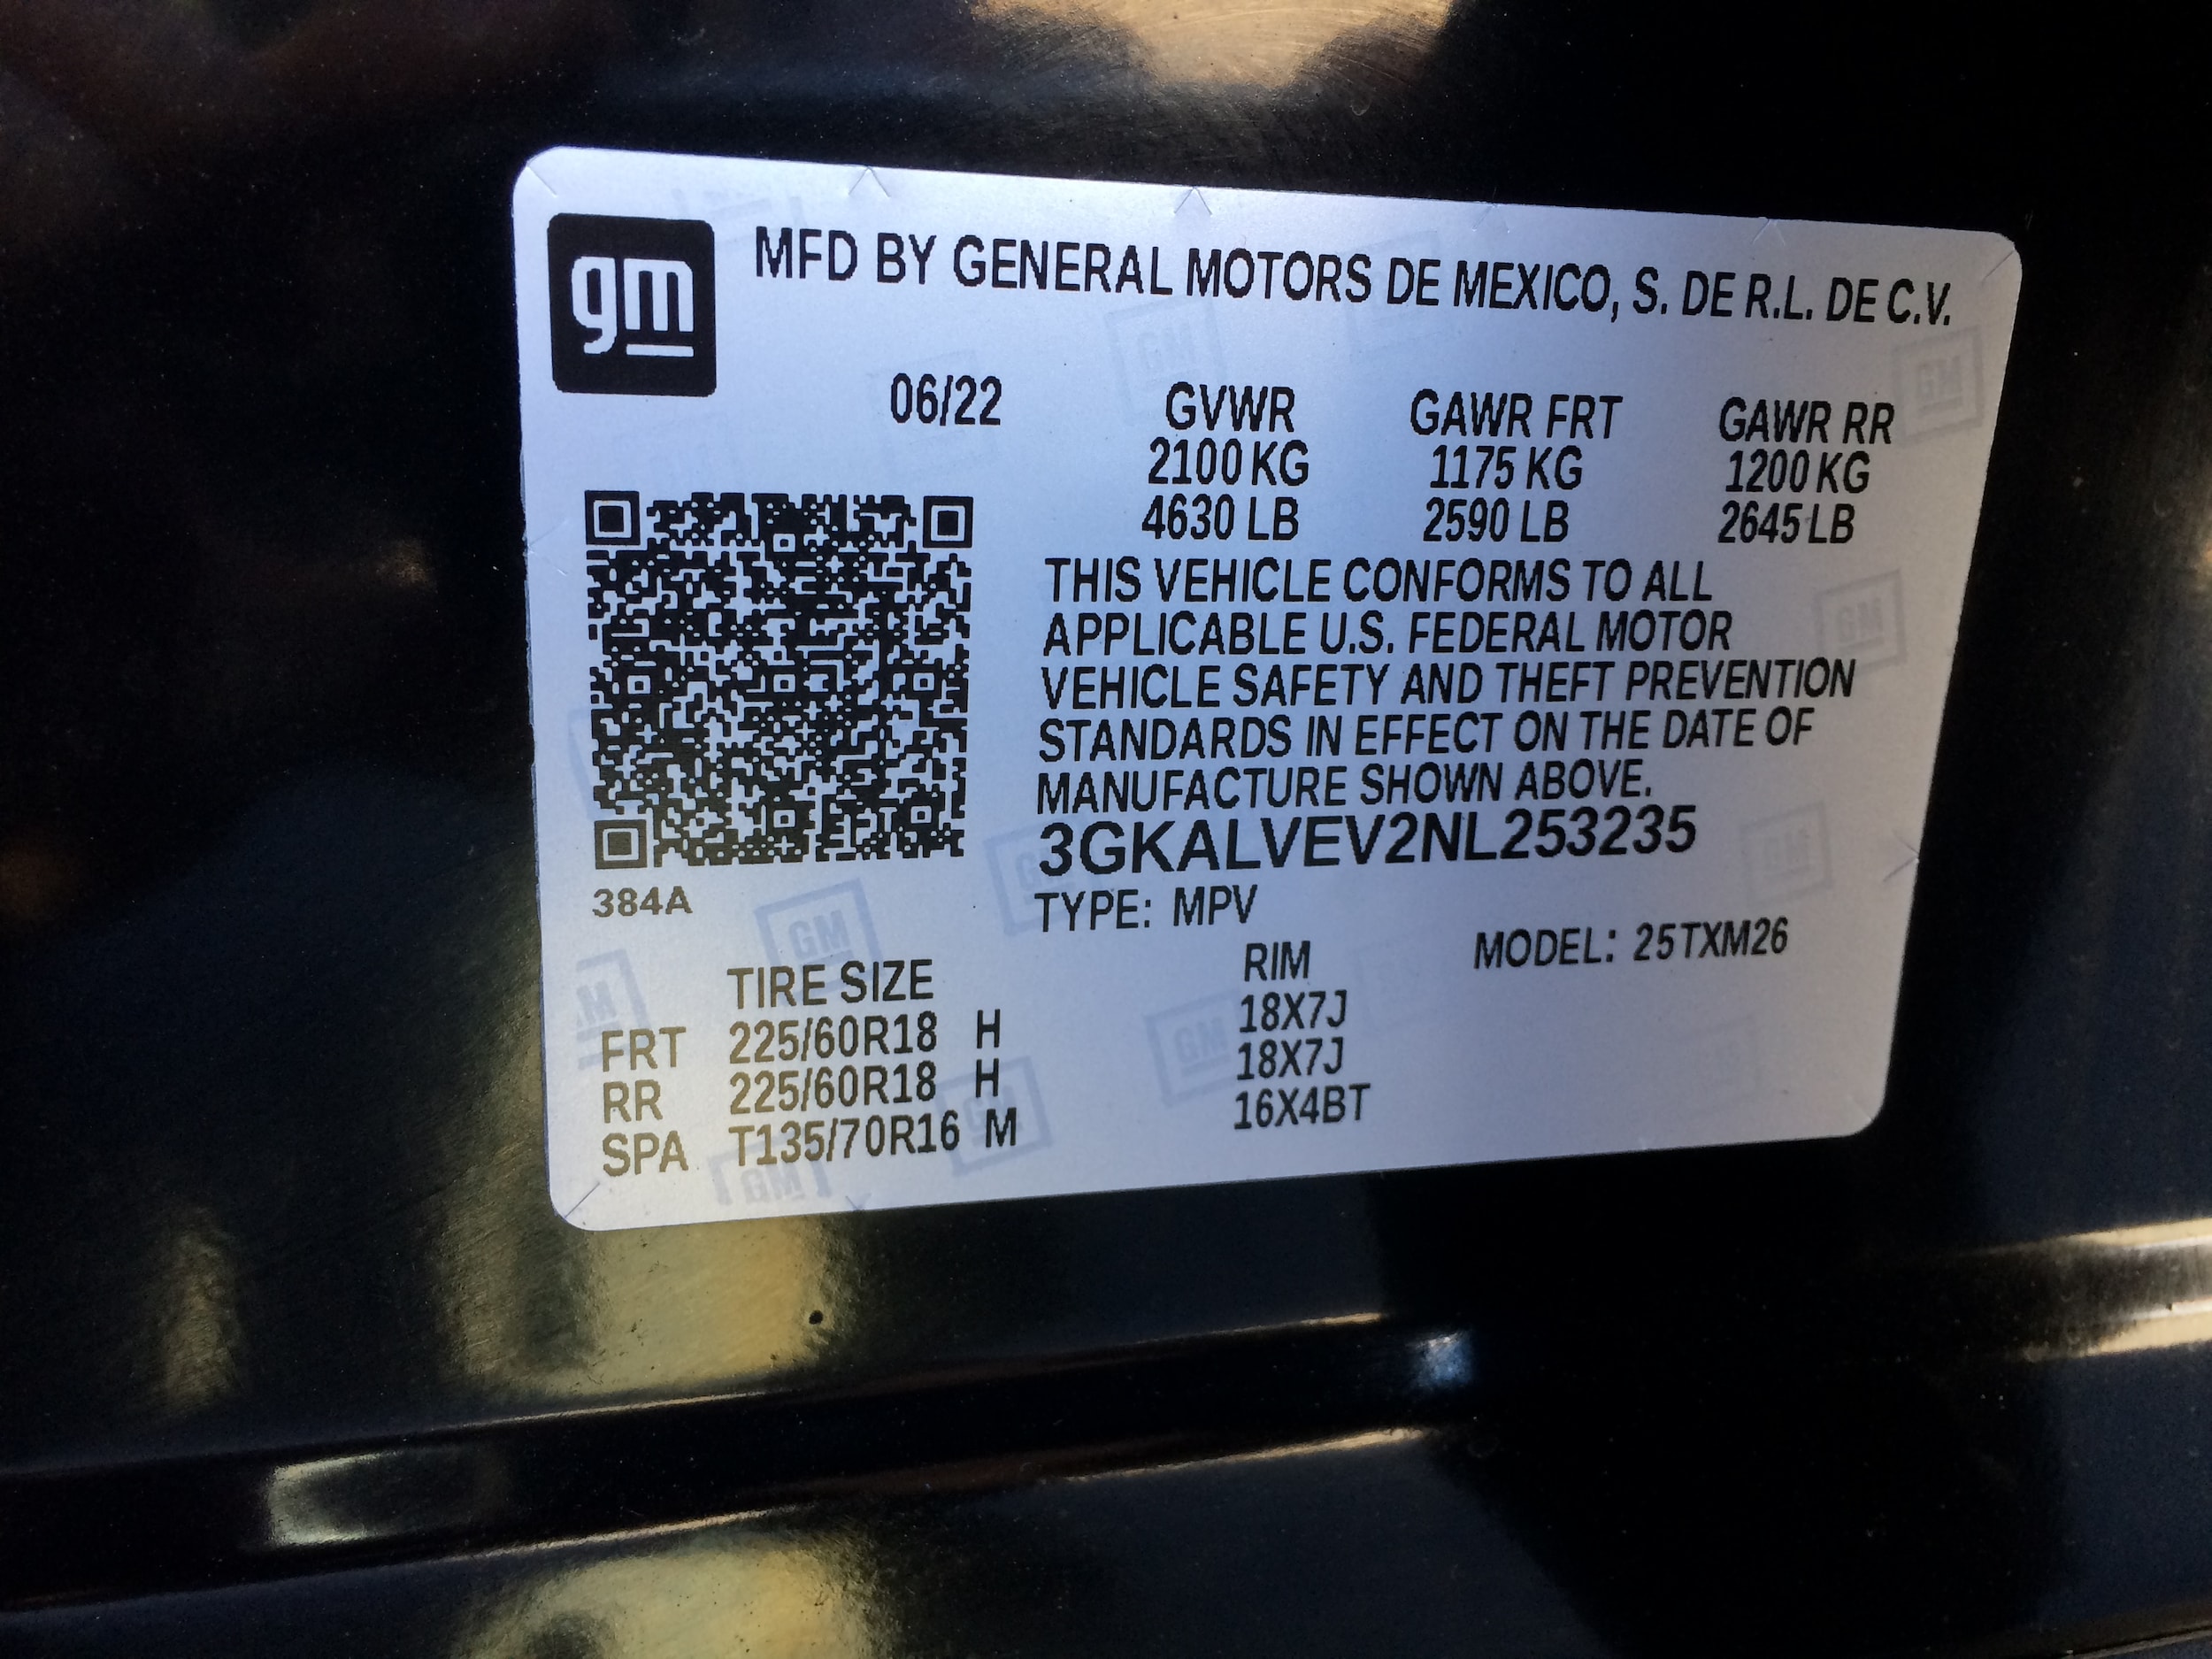 gm
MFD BY GENERAL MOTORS DE MEXICO, S. DE R.L. DE C.V.
06/22
GVWR GAWR FRT GAWR RR
2100 KG 1175 KG 1200 KG
4630 LB 2590 LB 2645 LB
THIS VEHICLE CONFORMS TO ALL
APPLICABLE U.S. FEDERAL MOTOR
VEHICLE SAFETY AND THEFT PREVENTION
STANDARDS IN EFFECT ON THE DATE OF
MANUFACTURE SHOWN ABOVE.
3GKALVEV2NL253235
384A
TYPE: MPV
MODEL: 25TXM26
TIRE SIZE RIM
FRT 225/60R18 H 18X7J
RR 225/60R18 H 18X7J
SPA T135/70R16 M 16X4BT